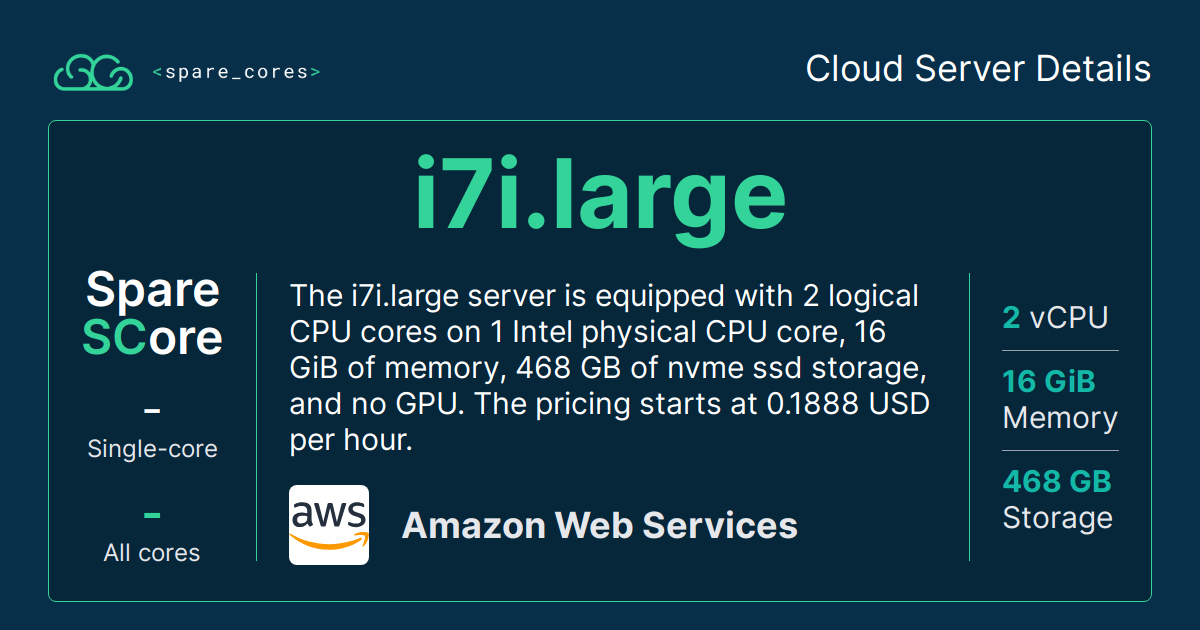 <spare_cores>
Cloud Server Details
i7i.large
Spare
SCore
–
Single-core
–
All cores
The i7i.large server is equipped with 2 logical
CPU cores on 1 Intel physical CPU core, 16
GiB of memory, 468 GB of nvme ssd storage,
and no GPU. The pricing starts at 0.1888 USD
per hour.
aws
Amazon Web Services
2 vCPU
16 GiB
Memory
468 GB
Storage